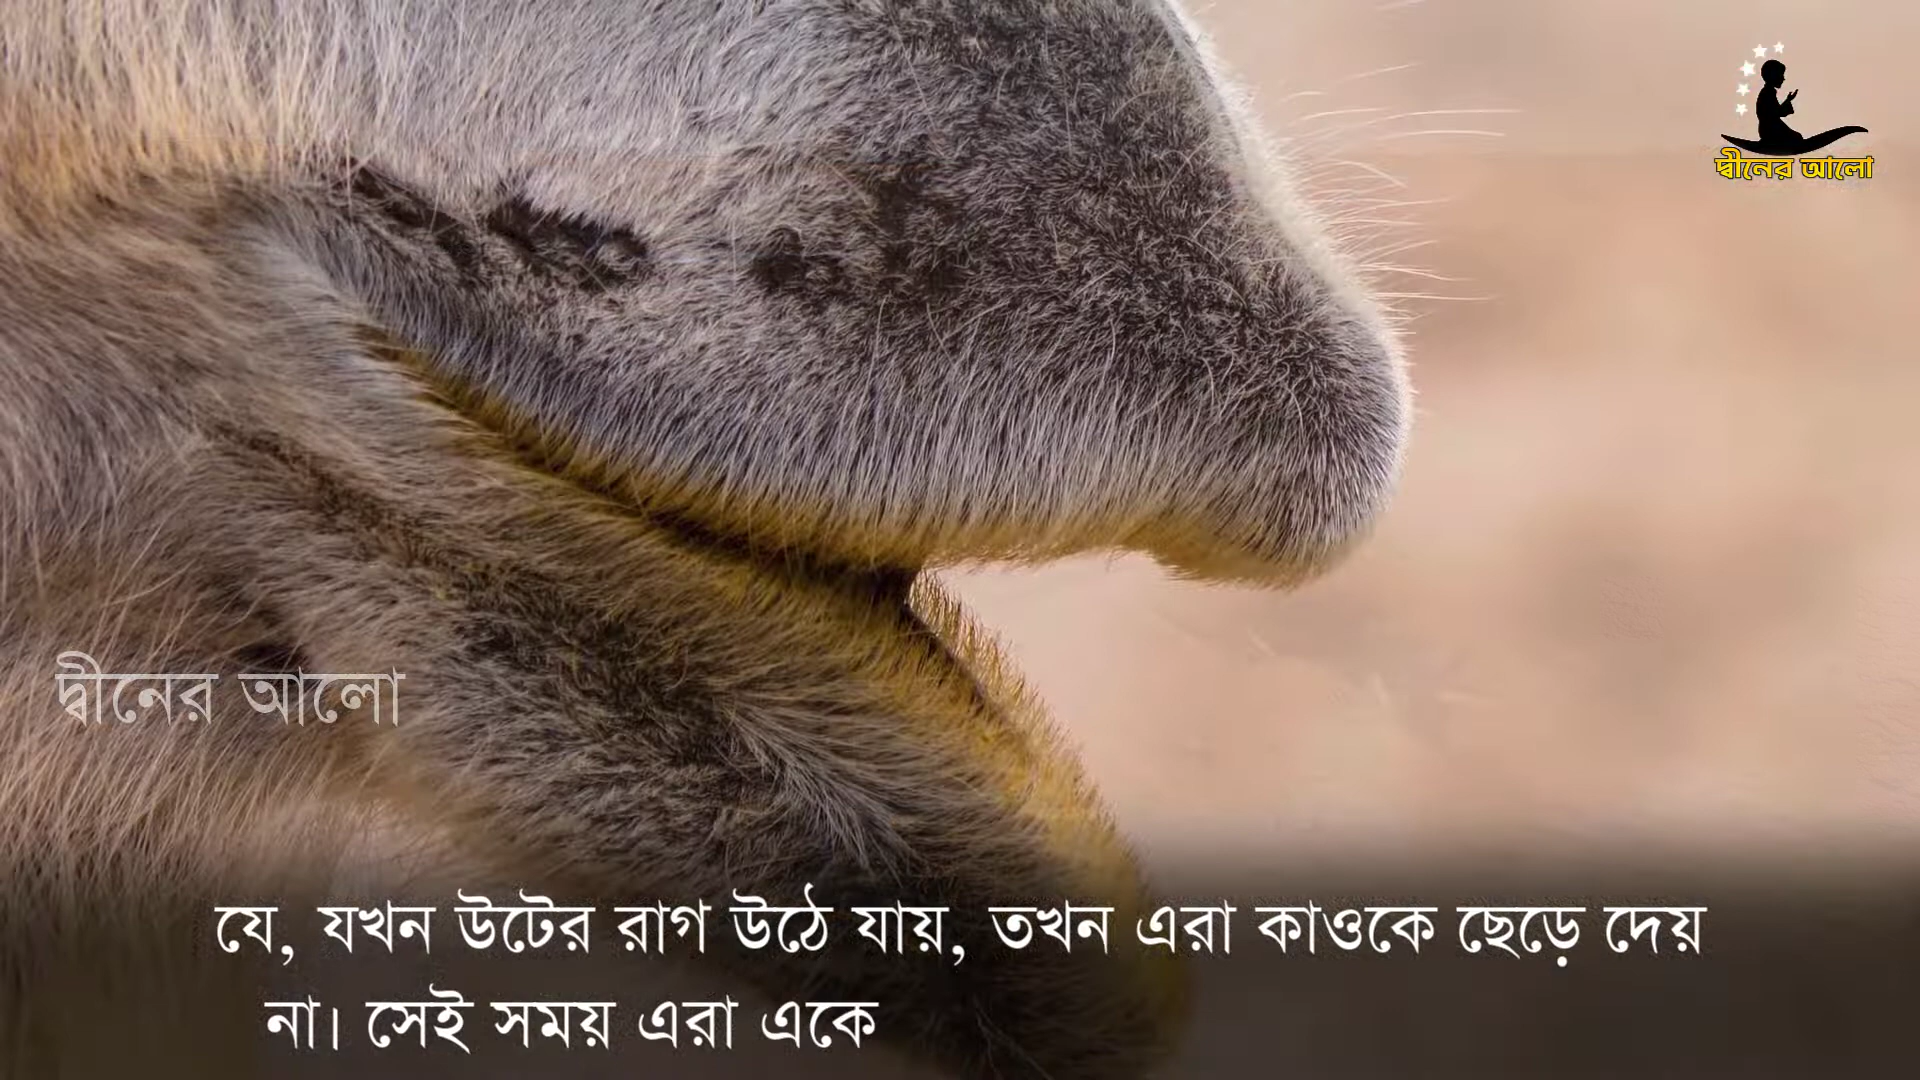 দ্বীনের আলো
দ্বীনের আলো
যে, যখন উটের রাগ উঠে যায়, তখন এরা কাওকে ছেড়ে দেয়
না। সেই সময় এরা একে